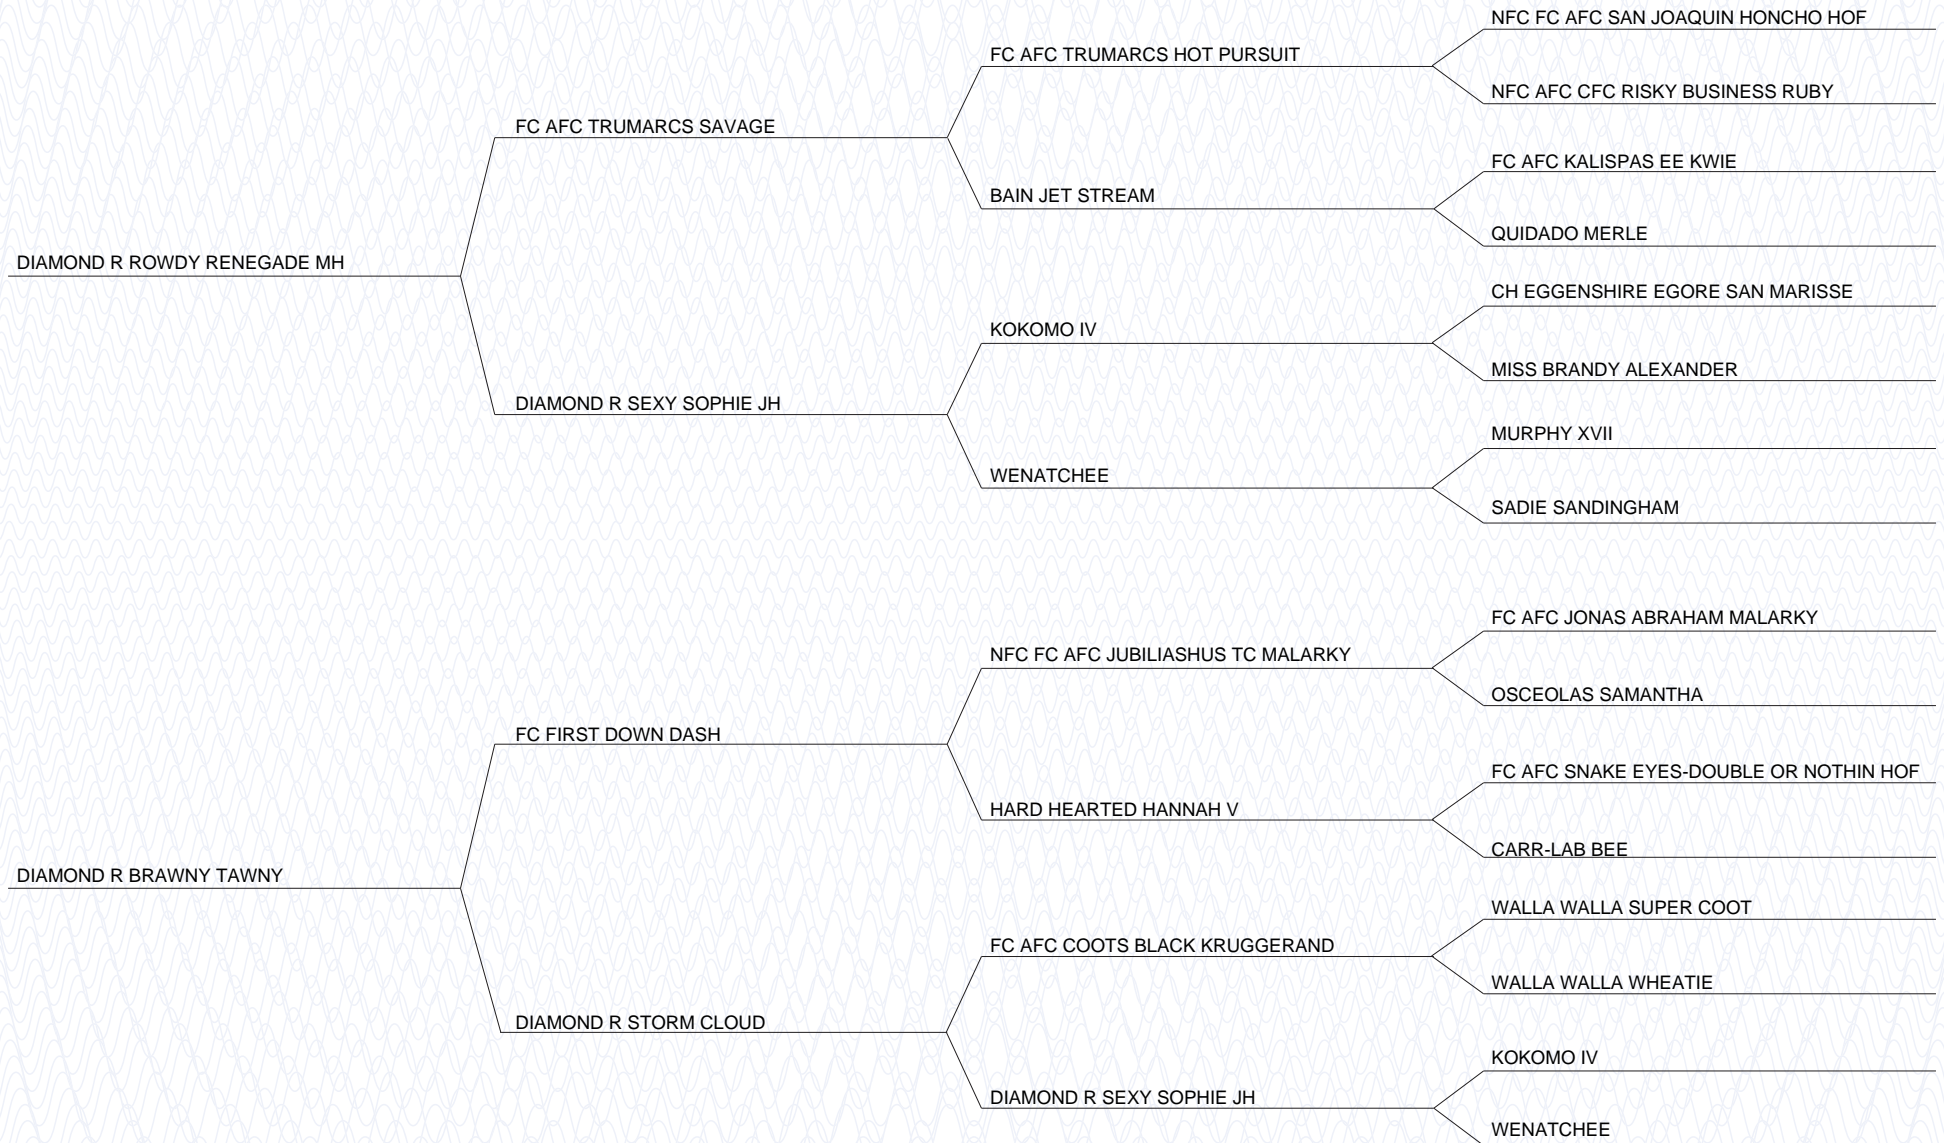 NFC FC AFC SAN JOAQUIN HONCHO HOF
FC AFC TRUMARCS HOT PURSUIT
NFC AFC CFC RISKY BUSINESS RUBY
FC AFC TRUMARCS SAVAGE
FC AFC KALISPAS EE KWIE
BAIN JET STREAM
QUIDADO MERLE
DIAMOND R ROWDY RENEGADE MH
CH EGGENSHIRE EGORE SAN MARISSE
KOKOMO IV
MISS BRANDY ALEXANDER
DIAMOND R SEXY SOPHIE JH
MURPHY XVII
WENATCHEE
SADIE SANDINGHAM
FC AFC JONAS ABRAHAM MALARKY
NFC FC AFC JUBILIASHUS TC MALARKY
OSCEOLAS SAMANTHA
FC FIRST DOWN DASH
FC AFC SNAKE EYES-DOUBLE OR NOTHIN HOF
HARD HEARTED HANNAH V
CARR-LAB BEE
DIAMOND R BRAWNY TAWNY
WALLA WALLA SUPER COOT
FC AFC COOTS BLACK KRUGGERAND
WALLA WALLA WHEATIE
DIAMOND R STORM CLOUD
KOKOMO IV
DIAMOND R SEXY SOPHIE JH
WENATCHEE